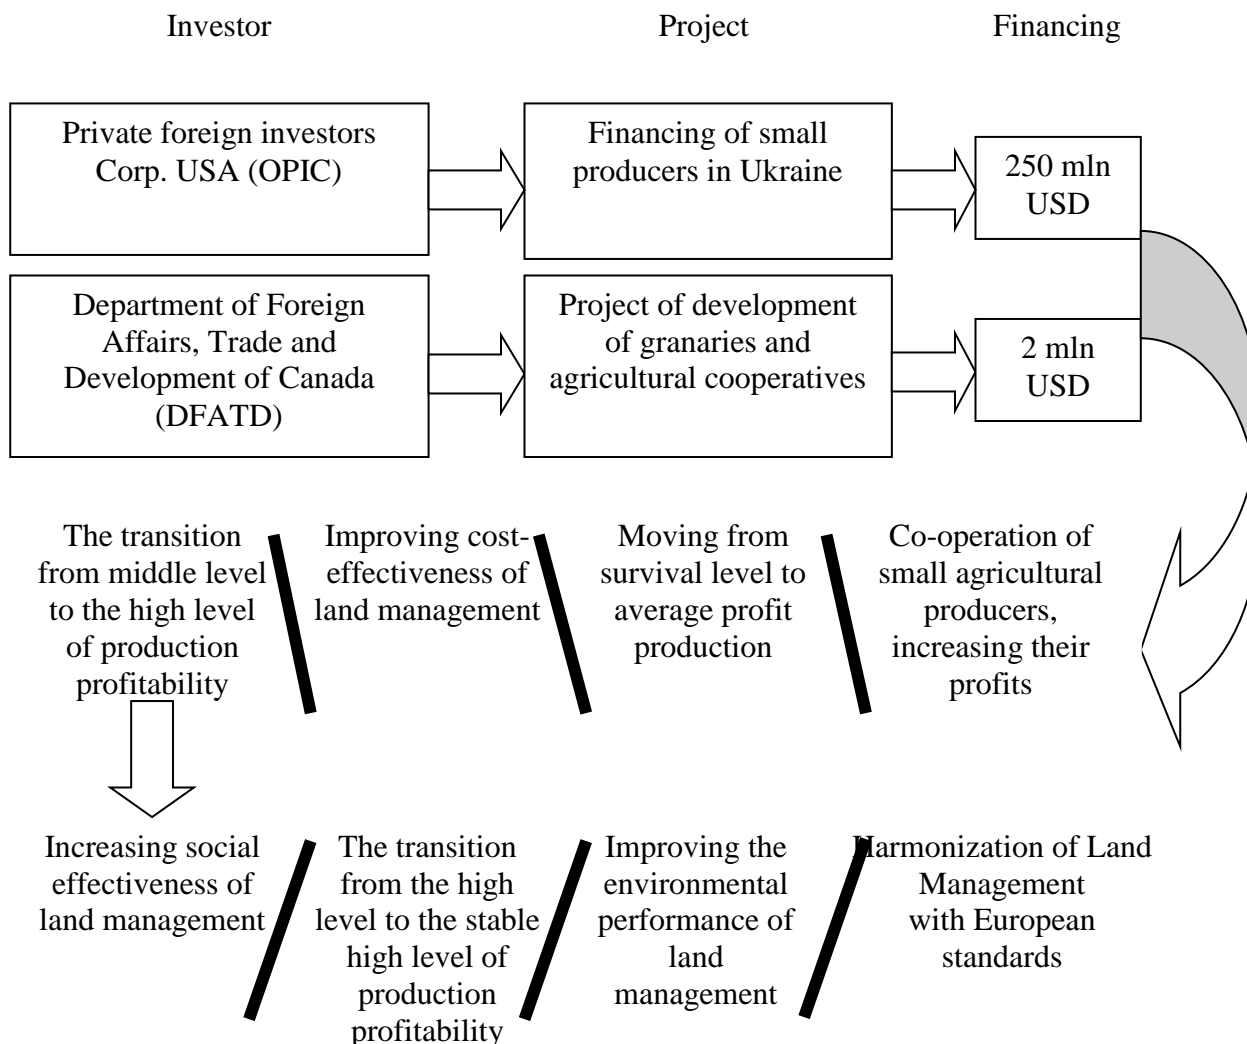 Investor
Project
Financing
Private foreign investors
Corp. USA (OPIC)
Financing of small
producers in Ukraine
250 mln
USD
Department of Foreign
Affairs, Trade and
Development of Canada
(DFATD)
Project of development
of granaries and
agricultural cooperatives
2 mln
USD
The transition
from middle level
to the high level
of production
profitability
Improving cost-
effectiveness of
land management
Moving from
survival level to
average profit
production
Co-operation of
small agricultural
producers,
increasing their
profits
Increasing social
effectiveness of
land management
The transition
from the high
level to the stable
high level of
production
profitability
Improving the
environmental
performance of
land
management
Harmonization of Land
Management
with European
standards